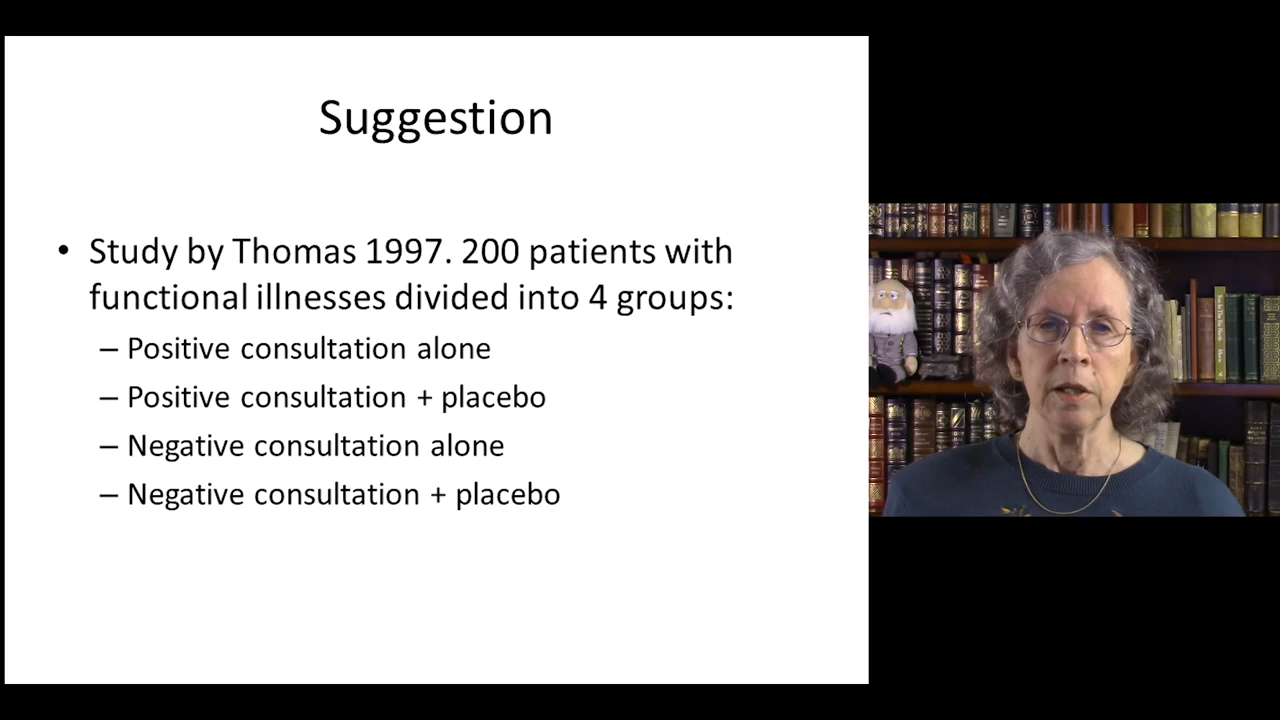 Suggestion
• Study by Thomas 1997. 200 patients with
functional illnesses divided into 4 groups:
– Positive consultation alone
– Positive consultation + placebo
– Negative consultation alone
– Negative consultation + placebo